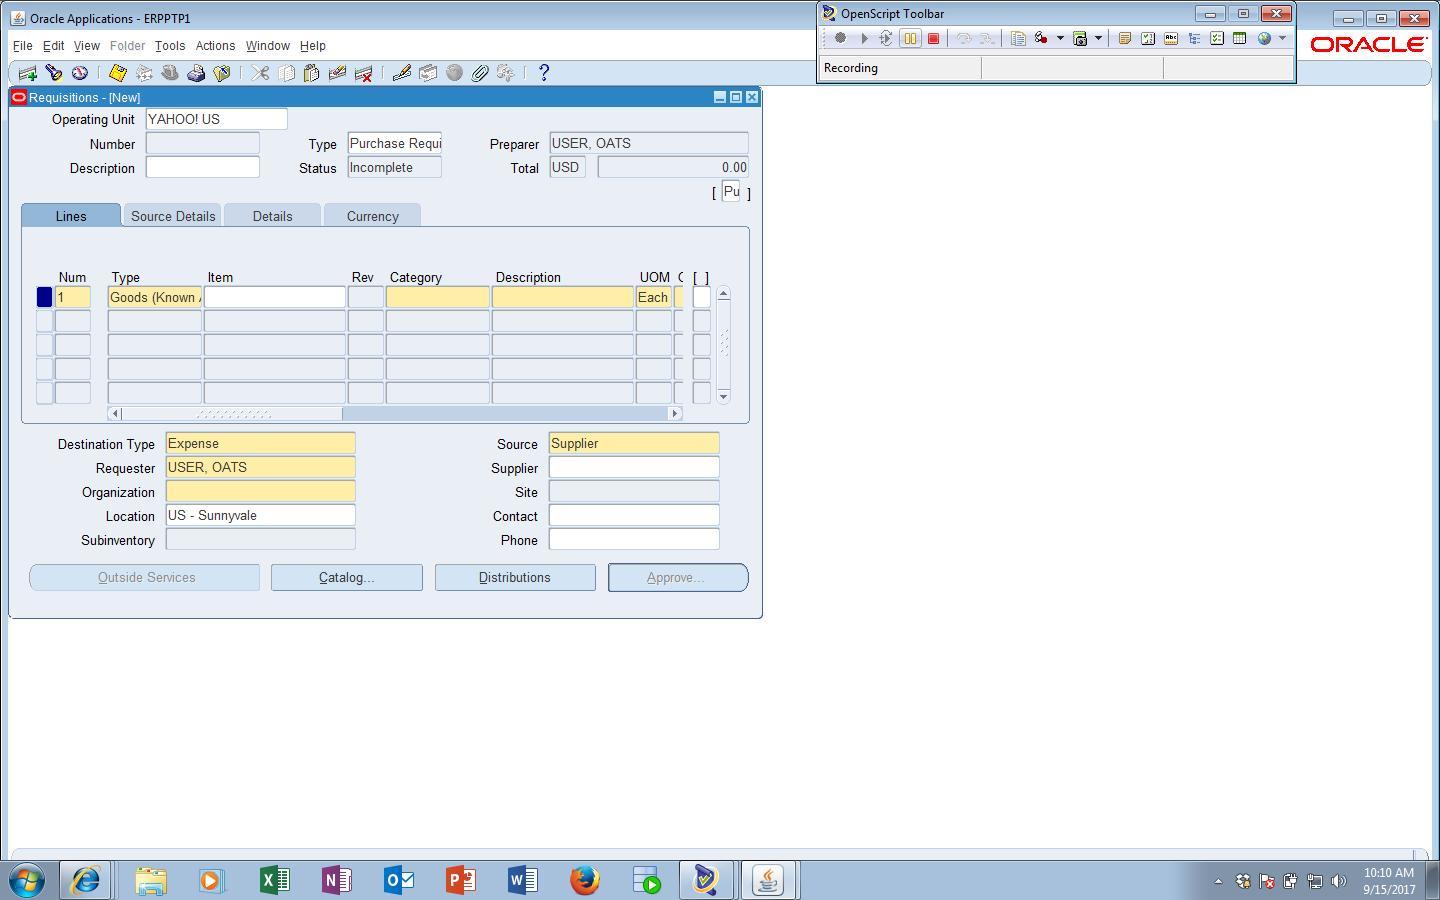 Oracle Applications - ERPPTP1
OpenScript Toolbar
File Edit View Folder Tools Actions Window Help
ORACLE
Recording
Requisitions - [New]
Operating Unit YAHOO! US
Number Type Purchase Requi Preparer USER, OATS
Description Status Incomplete Total USD 0.00
[ Pu ]
Lines Source Details Details Currency
Num Type Item Rev Category Description UOM [ ]
1 Goods (Known Each
Destination Type Expense Source Supplier
Requester USER, OATS Supplier
Organization Site
Location US - Sunnyvale Contact
Subinventory Phone
Outside Services Catalog... Distributions Approve...
10:10 AM
9/15/2017